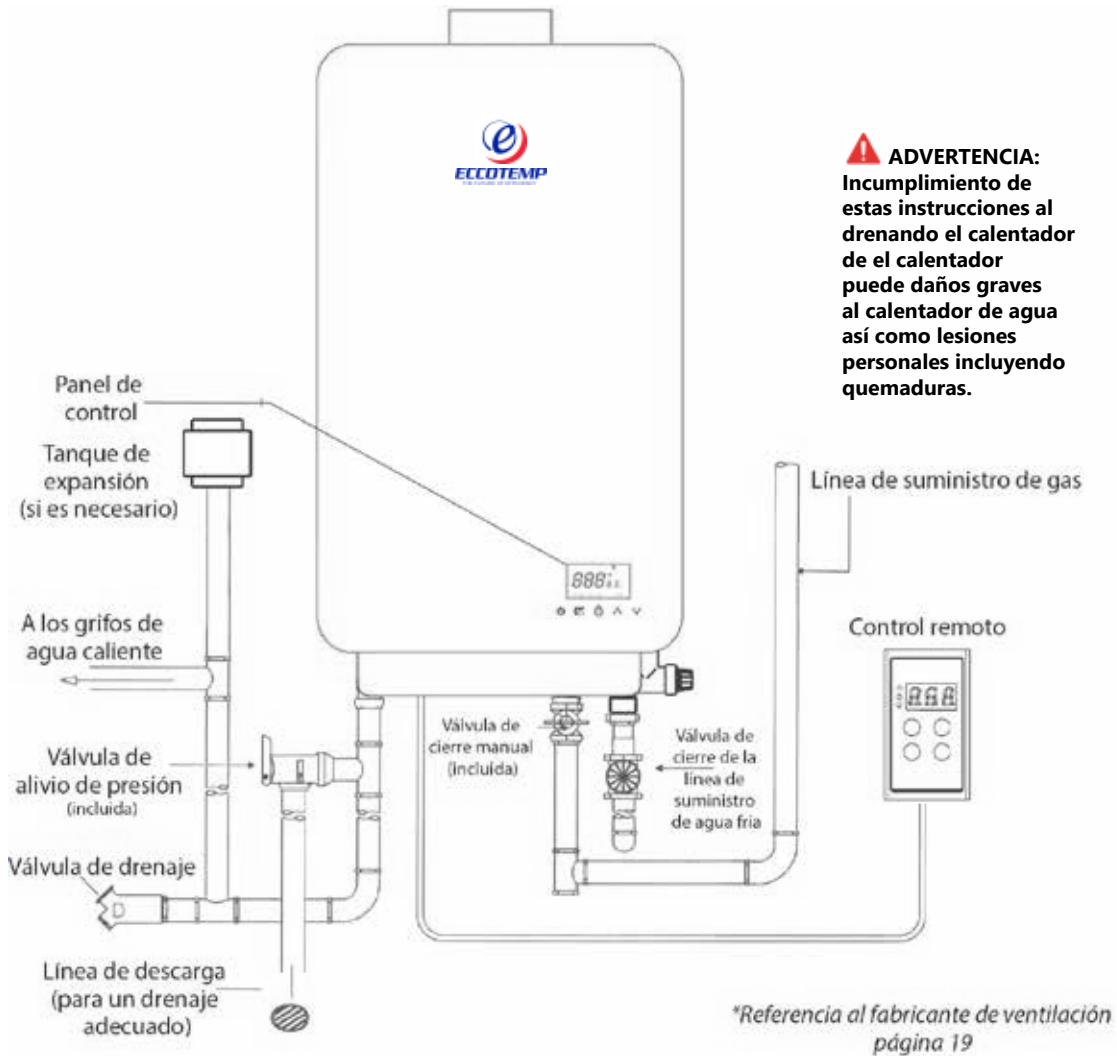 ECCOTEMP
ADVERTENCIA:
Incumplimiento de
estas instrucciones al
drenando el calentador
de el calentador
puede daños graves
al calentador de agua
así como lesiones
personales incluyendo
quemaduras.
Panel de
control
Tanque de
expansión
(si es necesario)
Línea de suministro de gas
888
A los grifos de
agua caliente
Control remoto
Válvula de
cierre manual
(incluida)
Válvula de
cierre de la
línea de
suministro
de agua fria
Válvula de
alivio de presión
(incluida)
Válvula de drenaje
D
Línea de descarga
(para un drenaje
adecuado)
*Referencia al fabricante de ventilación
página 19